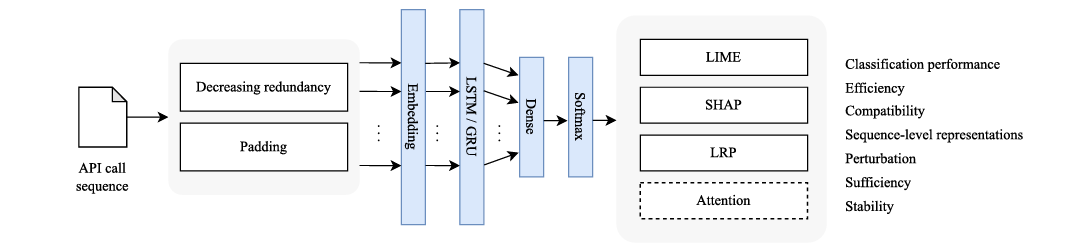 API call
sequence
Decreasing redundancy
Padding
Embedding
LSTM / GRU
Dense
Softmax
LIME
SHAP
LRP
Attention
Classification performance
Efficiency
Compatibility
Sequence-level representations
Perturbation
Sufficiency
Stability